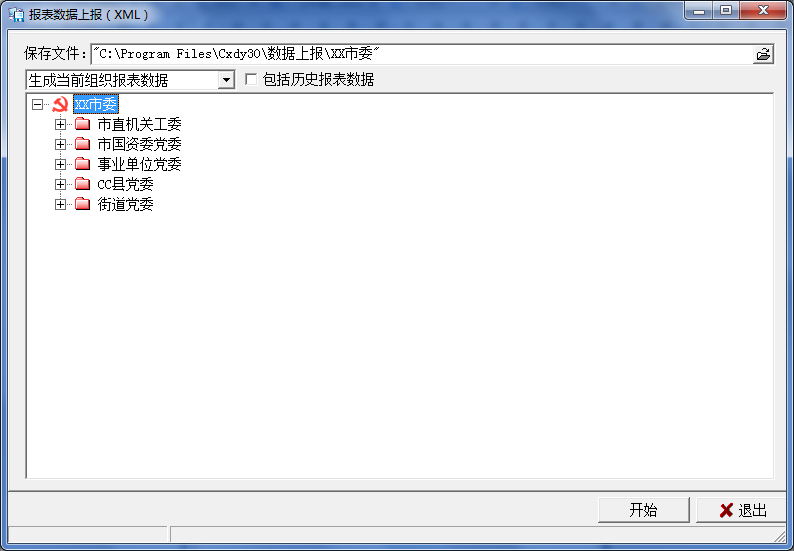 报表数据上报（XML）
保存文件："C:\Program Files\Cxdy30\数据上报\XX市委"
生成当前组织报表数据 包括历史报表数据
XX市委
市直机关工委
市国资委党委
事业单位党委
CC县党委
街道党委
开始 退出